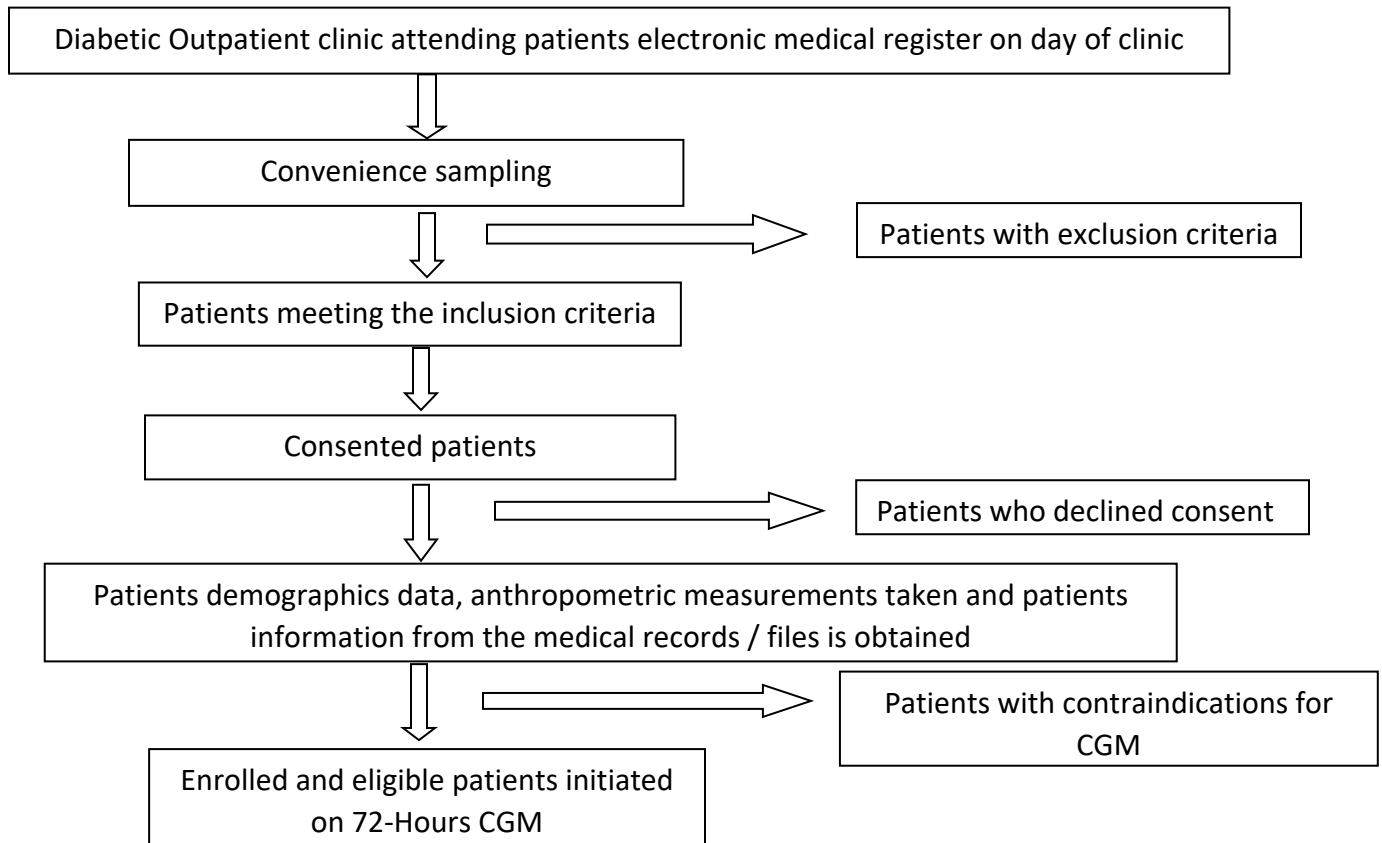 Diabetic Outpatient clinic attending patients electronic medical register on day of clinic
Convenience sampling
Patients with exclusion criteria
Patients meeting the inclusion criteria
Consented patients
Patients who declined consent
Patients demographics data, anthropometric measurements taken and patients
information from the medical records / files is obtained
Patients with contraindications for
CGM
Enrolled and eligible patients initiated
on 72-Hours CGM